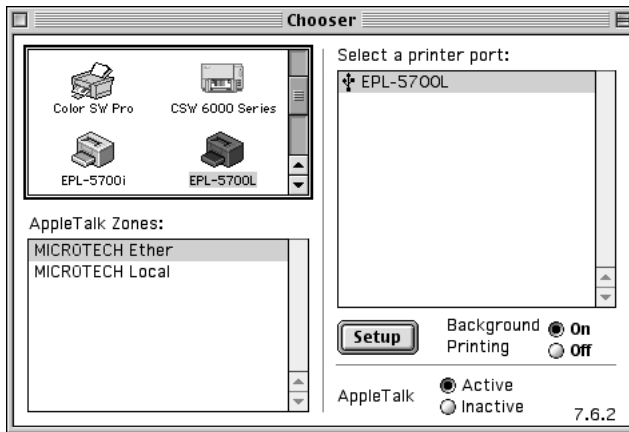 Chooser
Color SW Pro
CSW 6000 Series
EPL-5700i
EPL-5700L
AppleTalk Zones:
MICROTECH Ether
MICROTECH Local
Select a printer port:
EPL-5700L
Setup
Background Printing
On
Off
AppleTalk
Active
Inactive
7.6.2